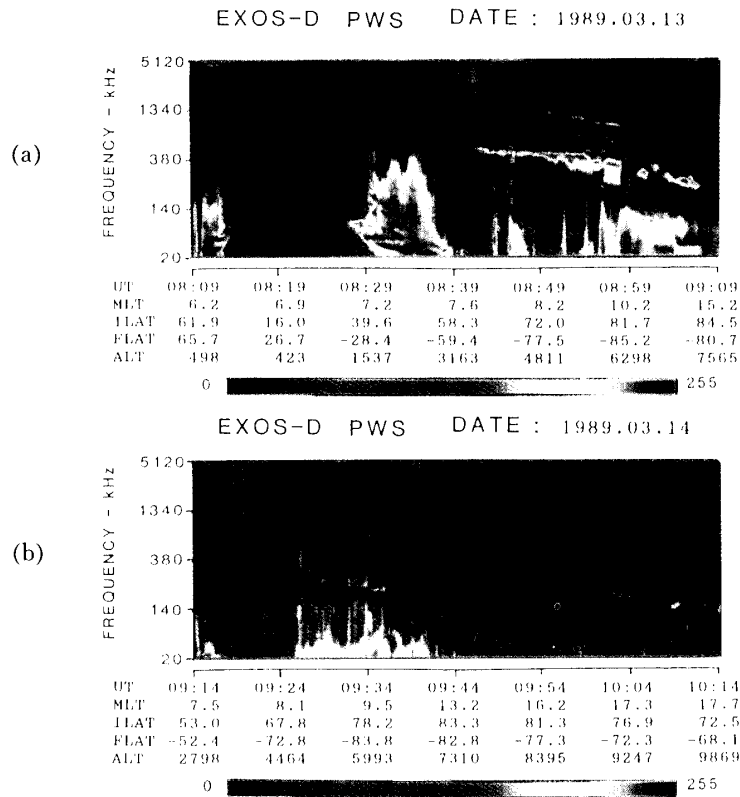 EXOS-D PWS DATE : 1989.03.13
(a)
FREQUENCY - kHz
5120
1340
380
140
20
UT 08:09 08:19 08:29 08:39 08:49 08:59 09:09
MLT 6.2 6.9 7.2 7.6 8.2 10.2 15.2
ILAT 61.9 16.0 39.6 58.3 72.0 81.7 84.5
FLAT 65.7 26.7 -28.4 -59.4 -77.5 -85.2 -80.7
ALT 498 423 1537 3163 4811 6298 7565
0 255
EXOS-D PWS DATE : 1989.03.14
(b)
FREQUENCY - kHz
5120
1340
380
140
20
UT 09:14 09:24 09:34 09:44 09:54 10:04 10:14
MLT 7.5 8.1 9.5 13.2 16.2 17.3 17.7
ILAT 53.0 67.8 78.2 83.3 81.3 76.9 72.5
FLAT -52.4 -72.8 -83.8 -82.8 -77.3 -72.3 -68.1
ALT 2798 4464 5993 7310 8395 9247 9869
0 255